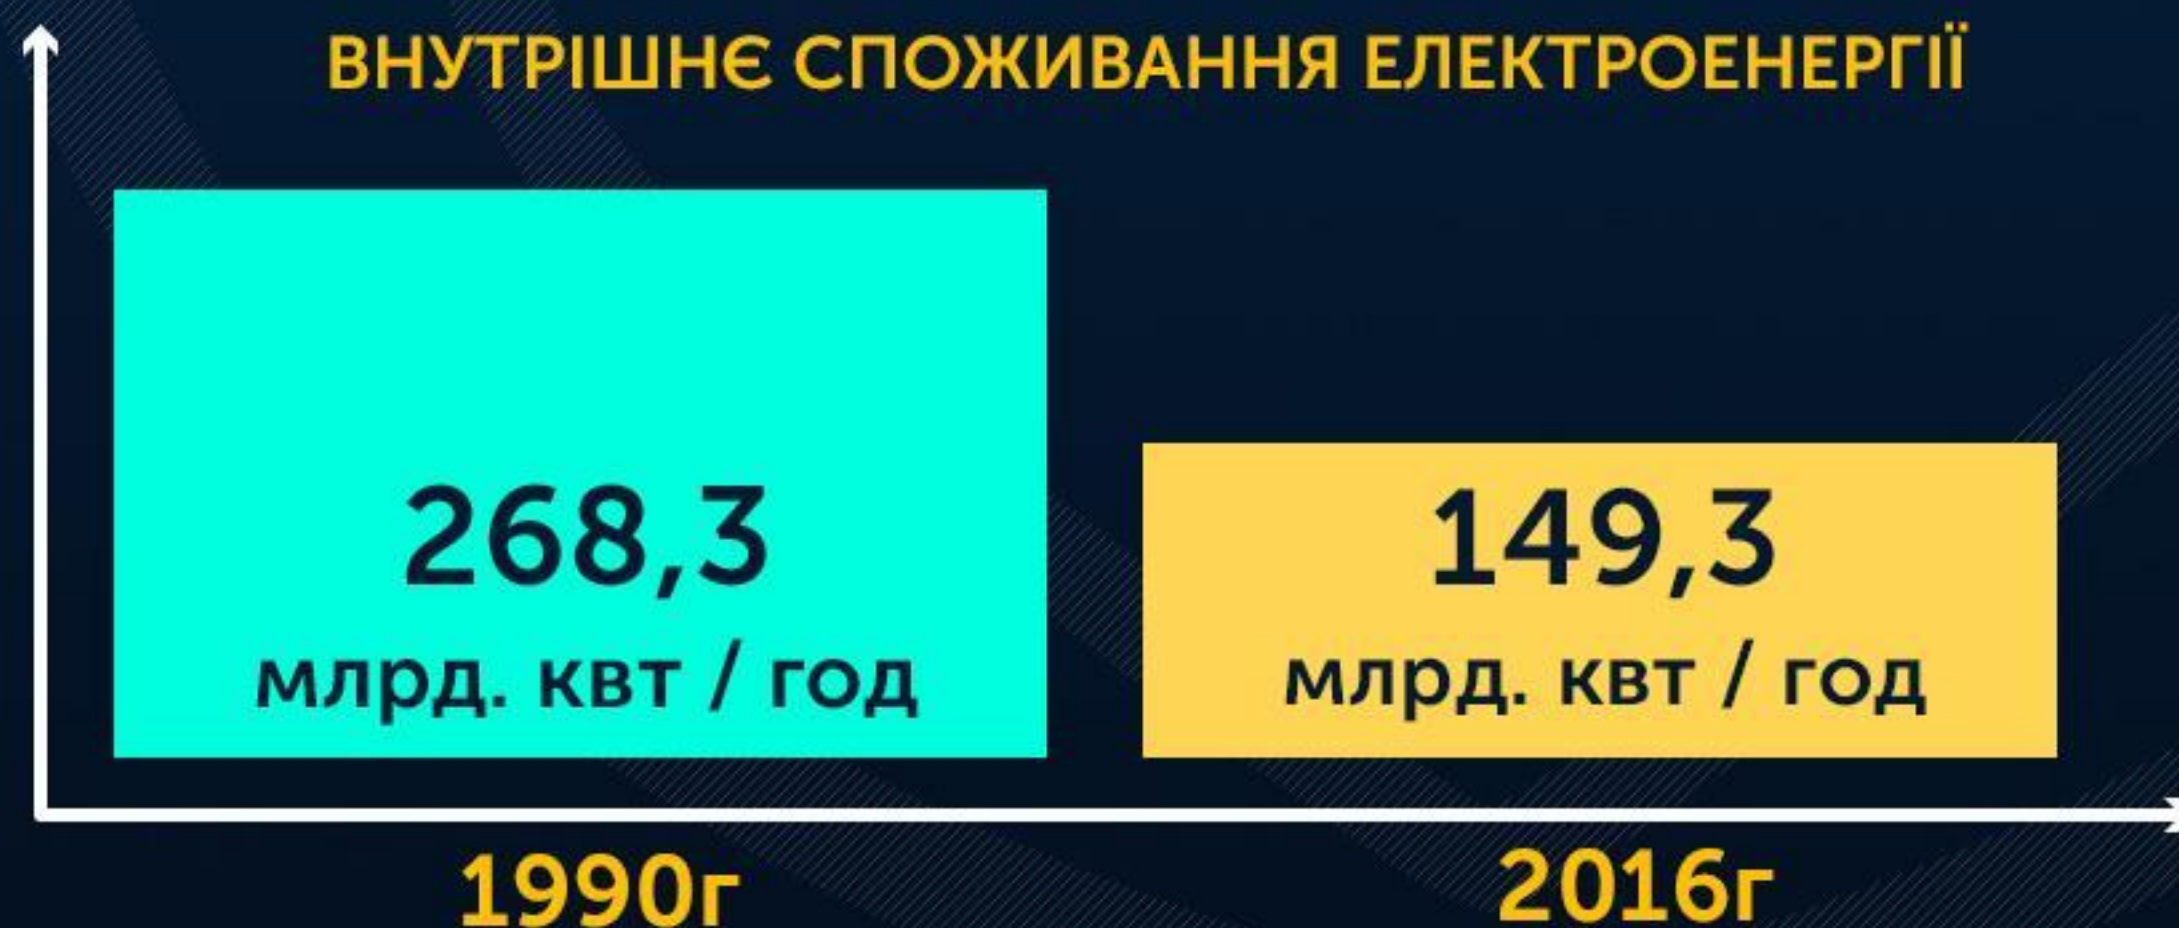 ВНУТРІШНЄ СПОЖИВАННЯ ЕЛЕКТРОЕНЕРГІЇ
268,3
млрд. квт / год
149,3
млрд. квт / год
1990г
2016г